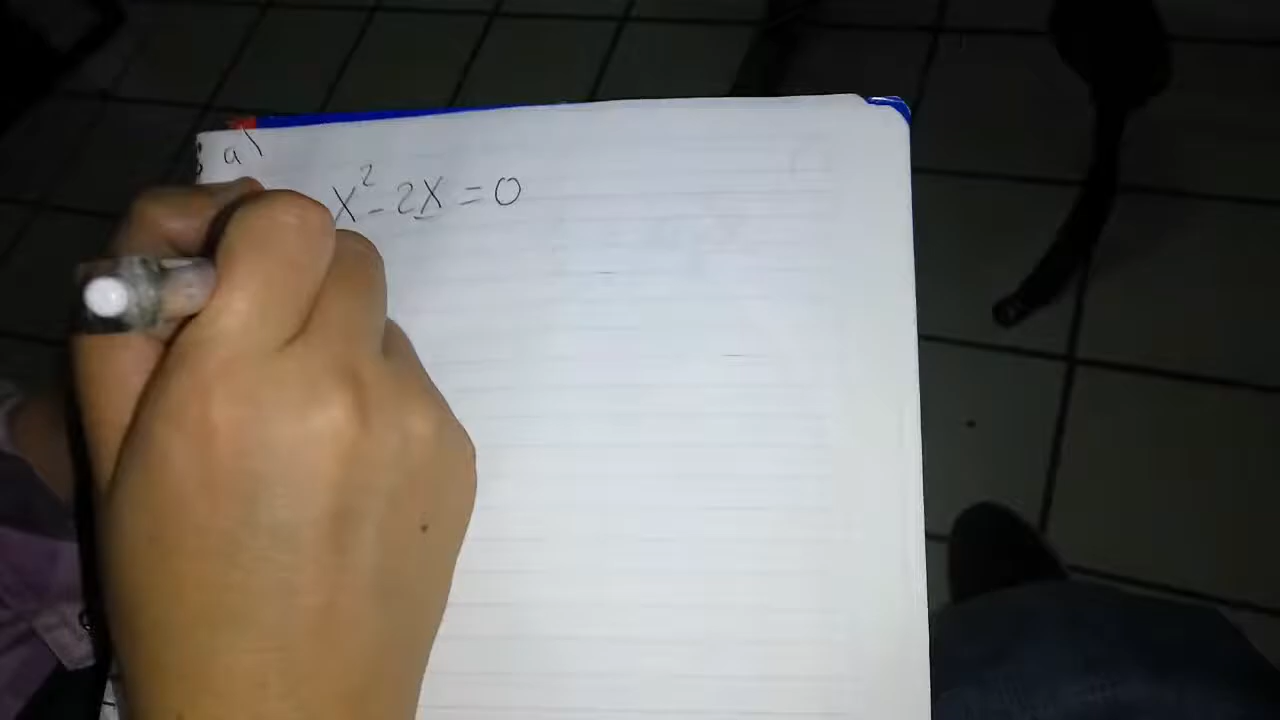 a)
x² - 2x = 0